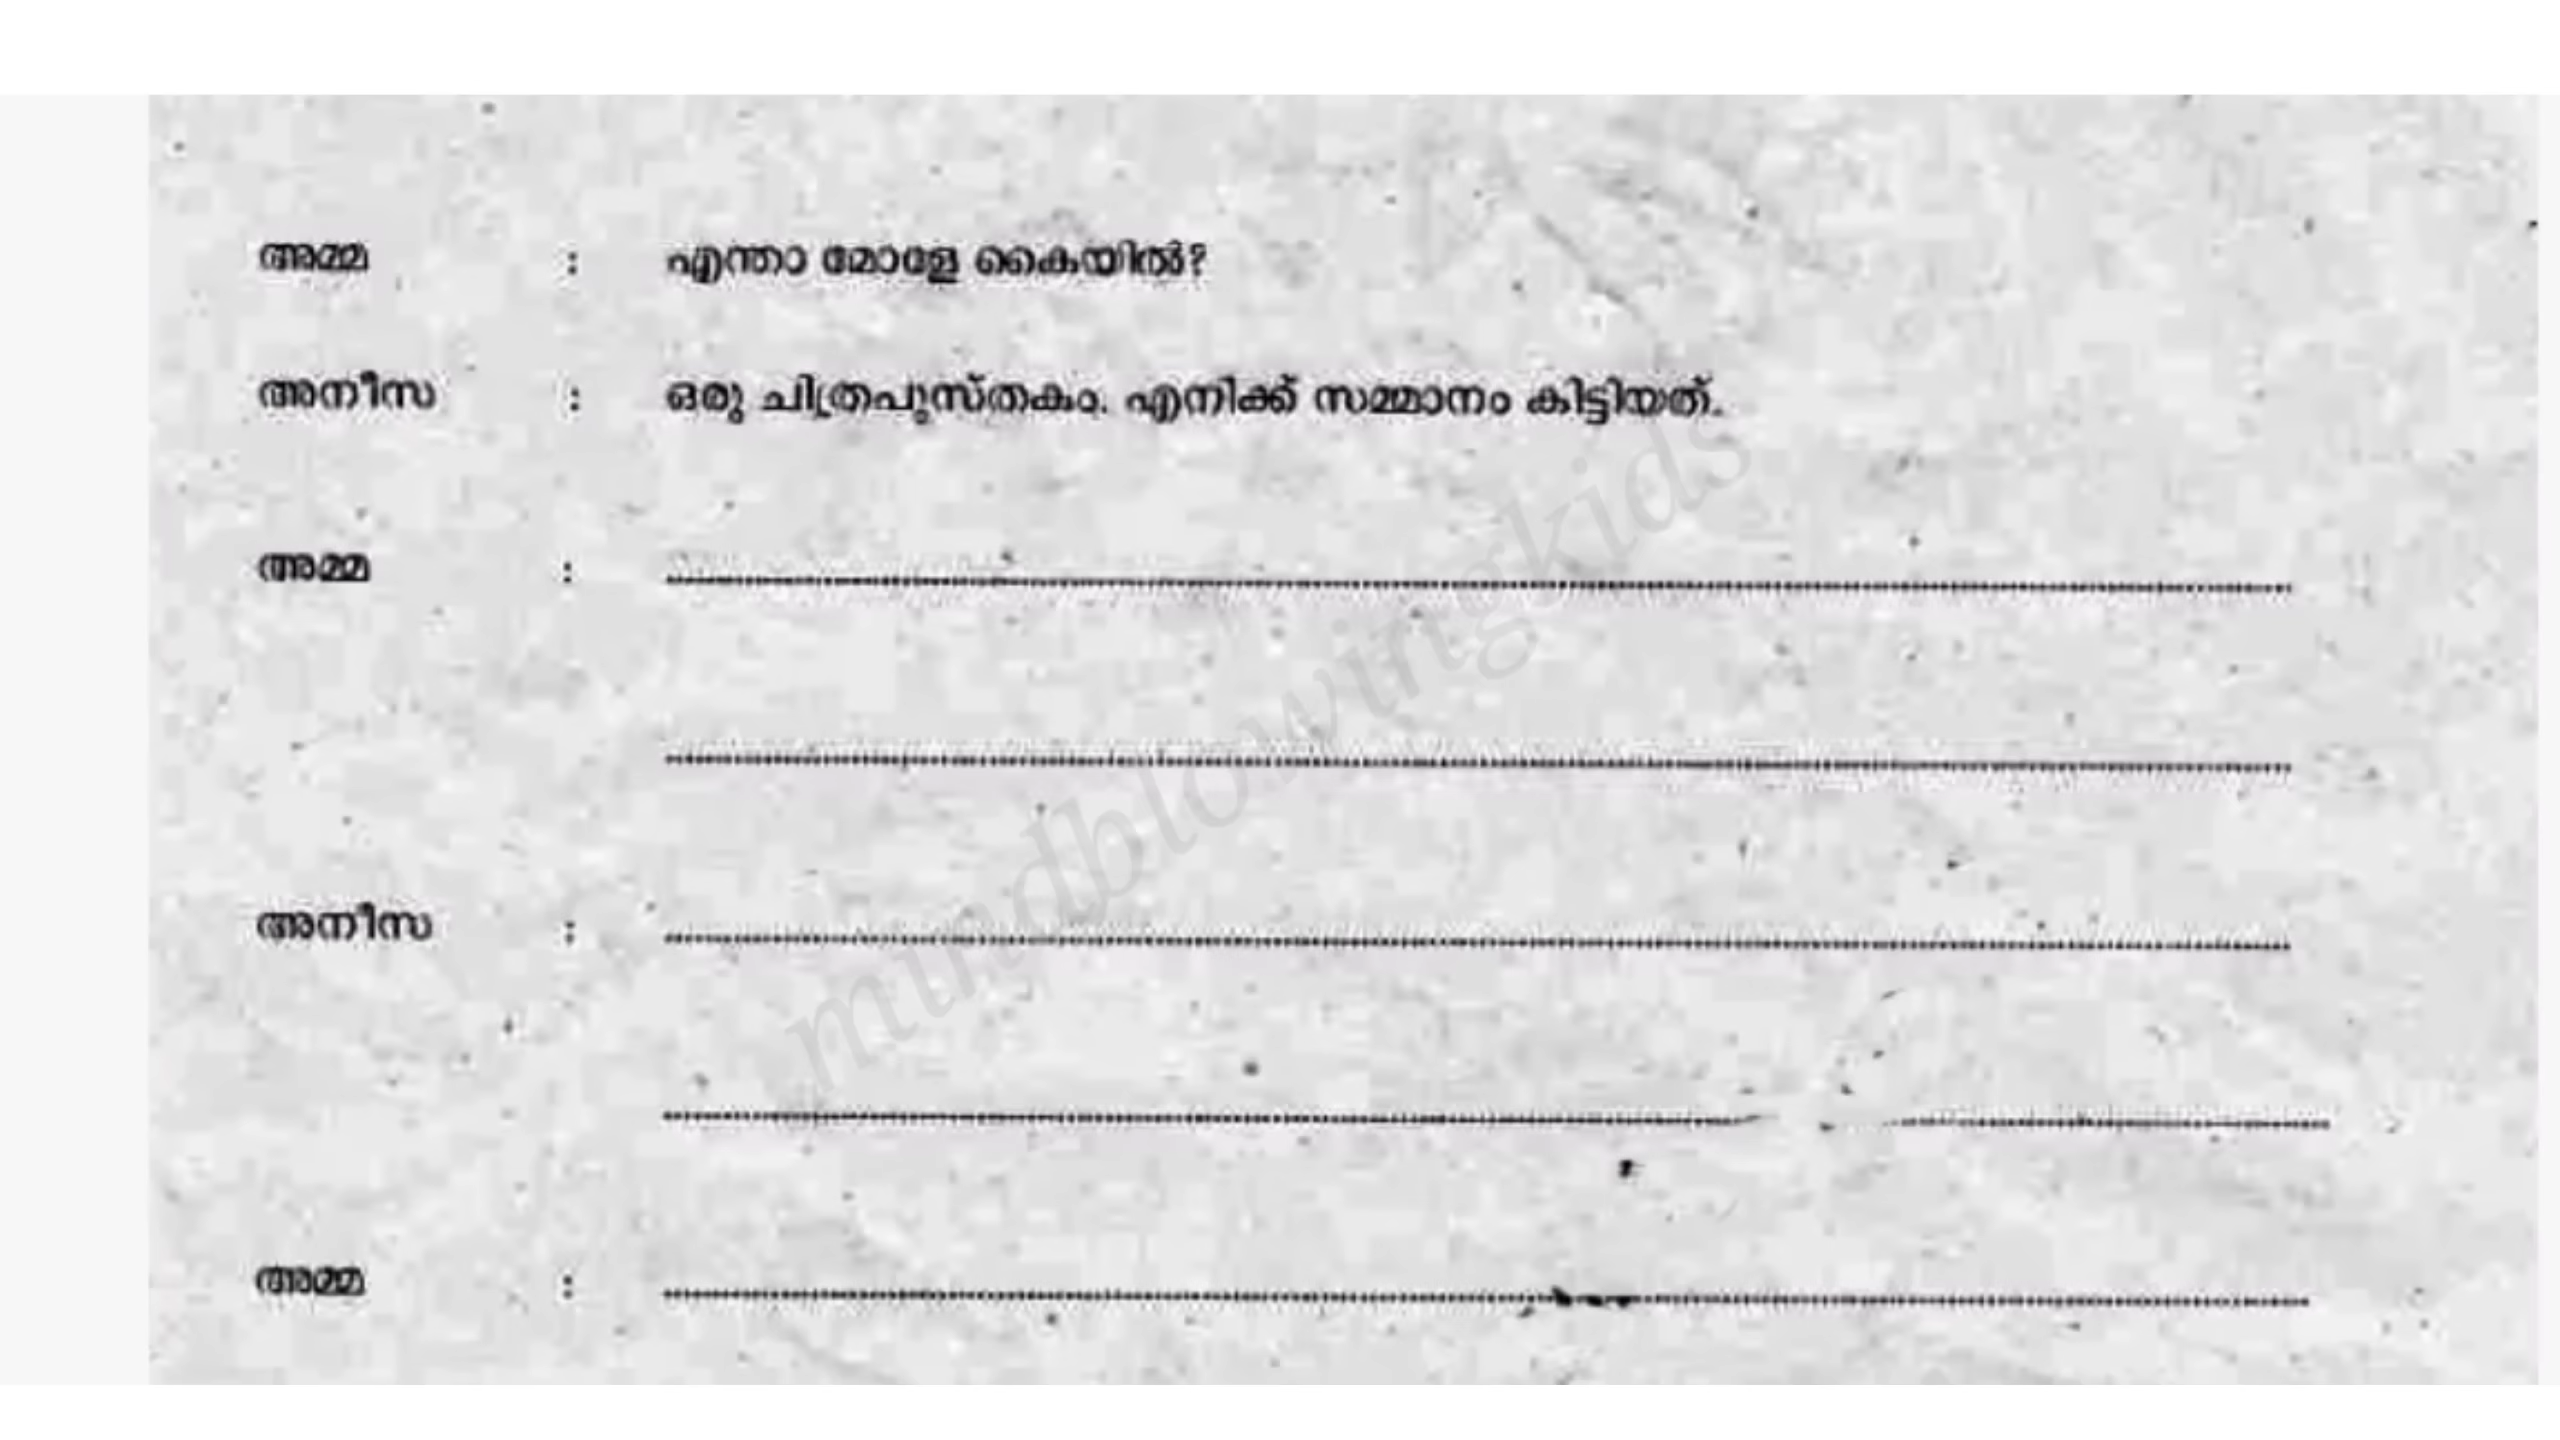 അമ്മ : എന്താ മോളേ കൈയിൽ?
അനീസ : ഒരു ചിത്രപുസ്തകം. എനിക്ക് സമ്മാനം കിട്ടിയത്.
അമ്മ :
അനീസ :
അമ്മ :
mindblowingkids